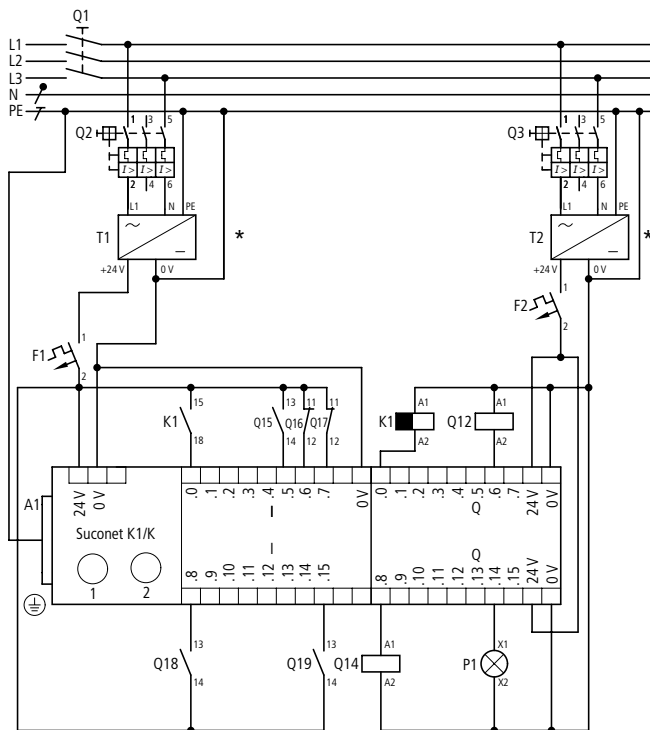 Q1
L1
L2
L3
N
PE
Q2 1 3 5
I> I> I>
2 4 6
L1 N PE
T1 ~ – *
+24 V 0 V
Q3 1 3 5
I> I> I>
2 4 6
L1 N PE
T2 ~ – *
+24 V 0 V
F1 1 2
F2 1 2
K1 15 18
Q15 13 14
Q16 11 12
Q17 11 12
K1 A1 A2
Q12 A1 A2
A1
24 V 0 V
.0 .1 .2 .3 .4 .5 .6 .7 0 V
I
.0 .1 .2 .3 .4 .5 .6 .7 24 V 0 V
Q
Suconet K1/K
1 2
I
.8 .9 .10 .11 .12 .13 .14 .15
Q
.8 .9 .10 .11 .12 .13 .14 .15 24 V 0 V
Q18 13 14
Q19 13 14
Q14 A1 A2
P1 X1 X2